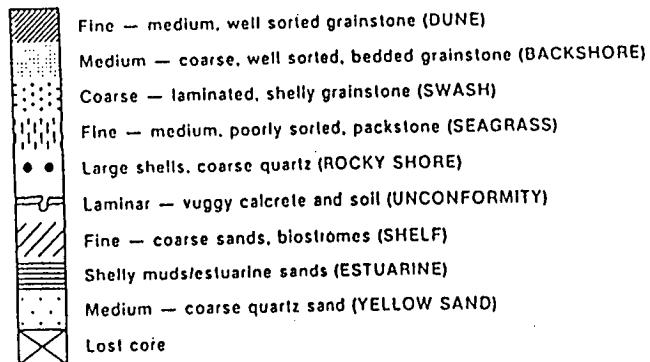 Fine — medium, well sorted grainstone (DUNE)
Medium — coarse, well sorted, bedded grainstone (BACKSHORE)
Coarse — laminated, shelly grainstone (SWASH)
Fine — medium, poorly sorted, packstone (SEAGRASS)
Large shells, coarse quartz (ROCKY SHORE)
Laminar — vuggy calcrete and soil (UNCONFORMITY)
Fine — coarse sands, biostromes (SHELF)
Shelly muds/estuarine sands (ESTUARINE)
Medium — coarse quartz sand (YELLOW SAND)
Lost core